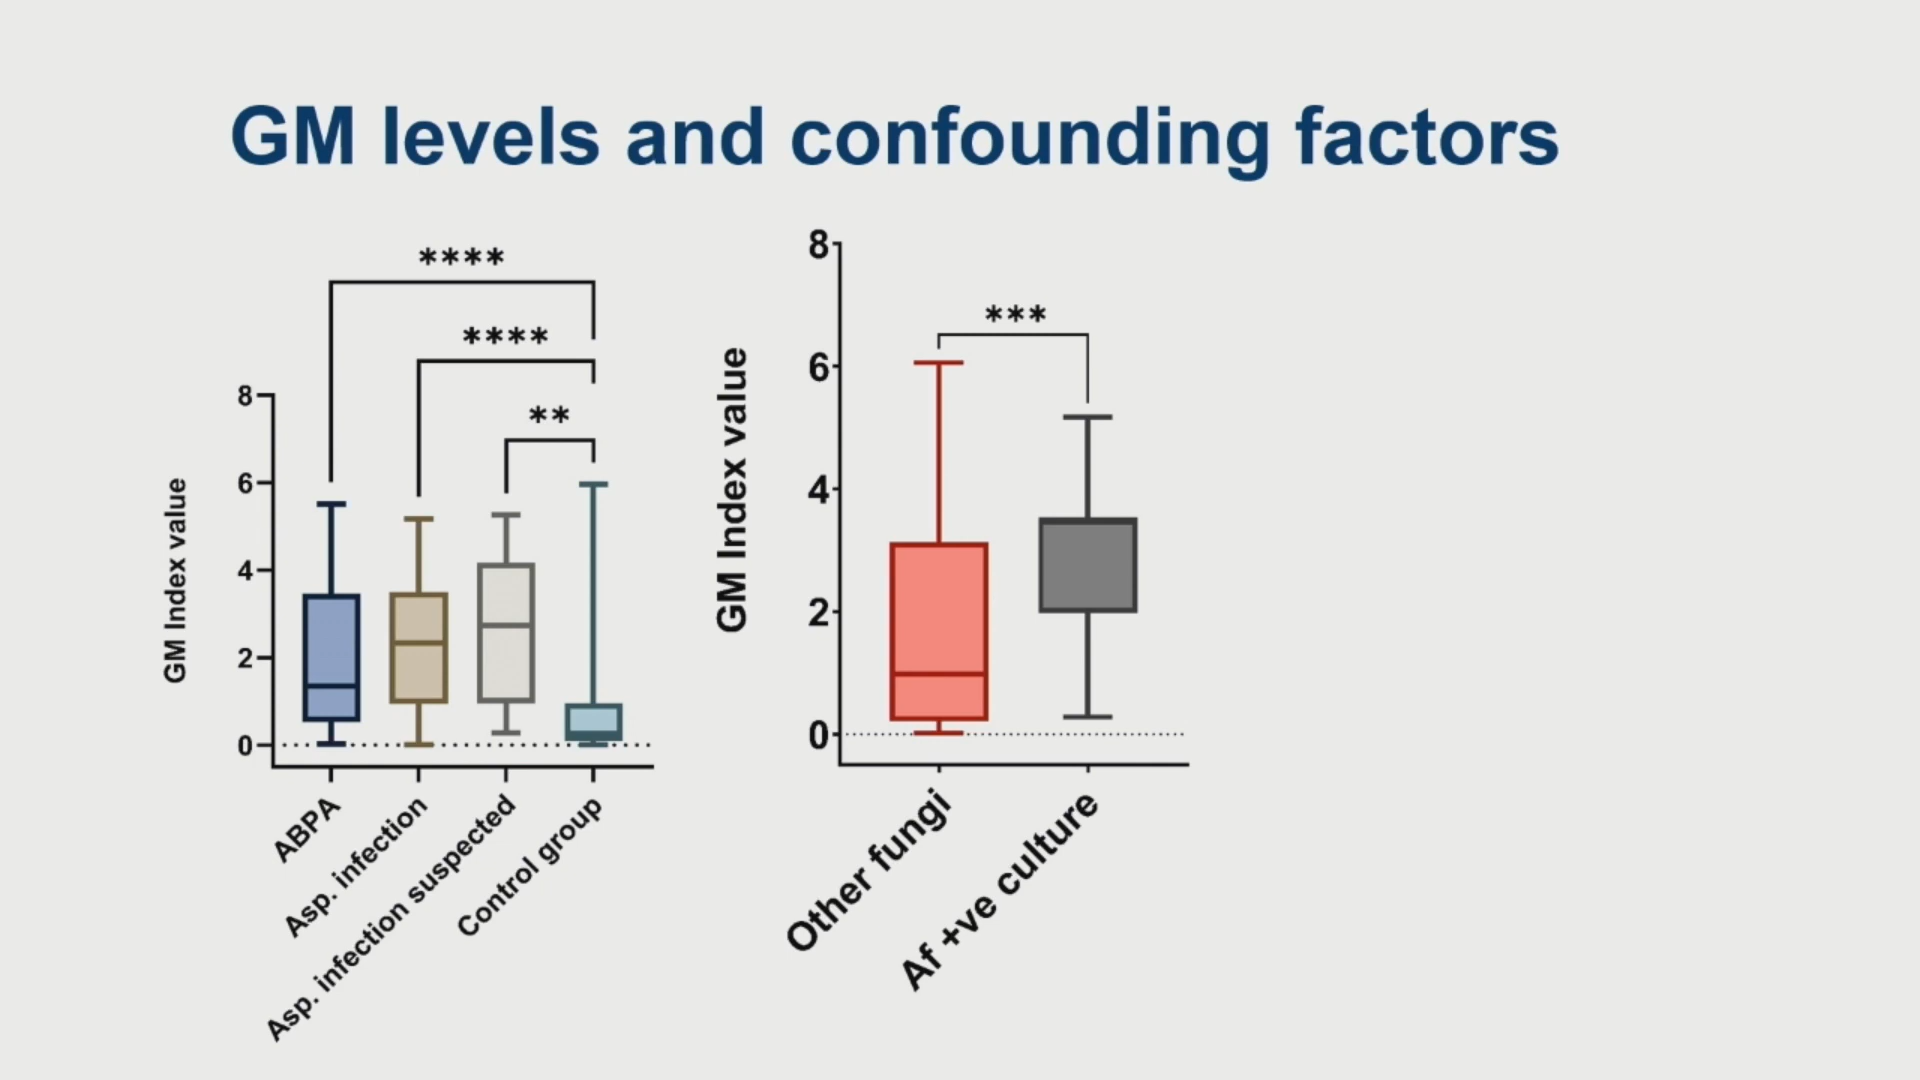 GM levels and confounding factors
****
****
**
8
6
4
2
0
GM Index value
ABPA
Asp. infection
Asp. infection suspected
Control group
***
8
6
4
2
0
GM Index value
Other fungi
Af +ve culture